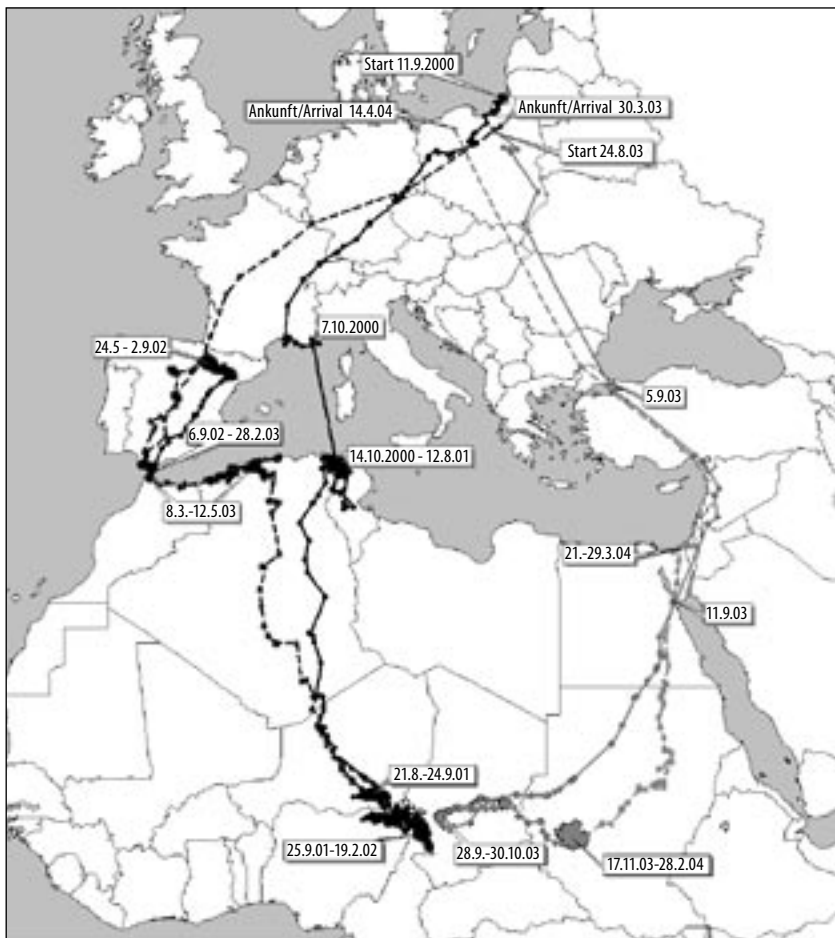 Start 11.9.2000
Ankunft/Arrival 14.4.04
Ankunft/Arrival 30.3.03
Start 24.8.03
7.10.2000
24.5 - 2.9.02
5.9.03
6.9.02 - 28.2.03
14.10.2000 - 12.8.01
8.3.-12.5.03
21.-29.3.04
11.9.03
21.8.-24.9.01
25.9.01-19.2.02
28.9.-30.10.03
17.11.03-28.2.04